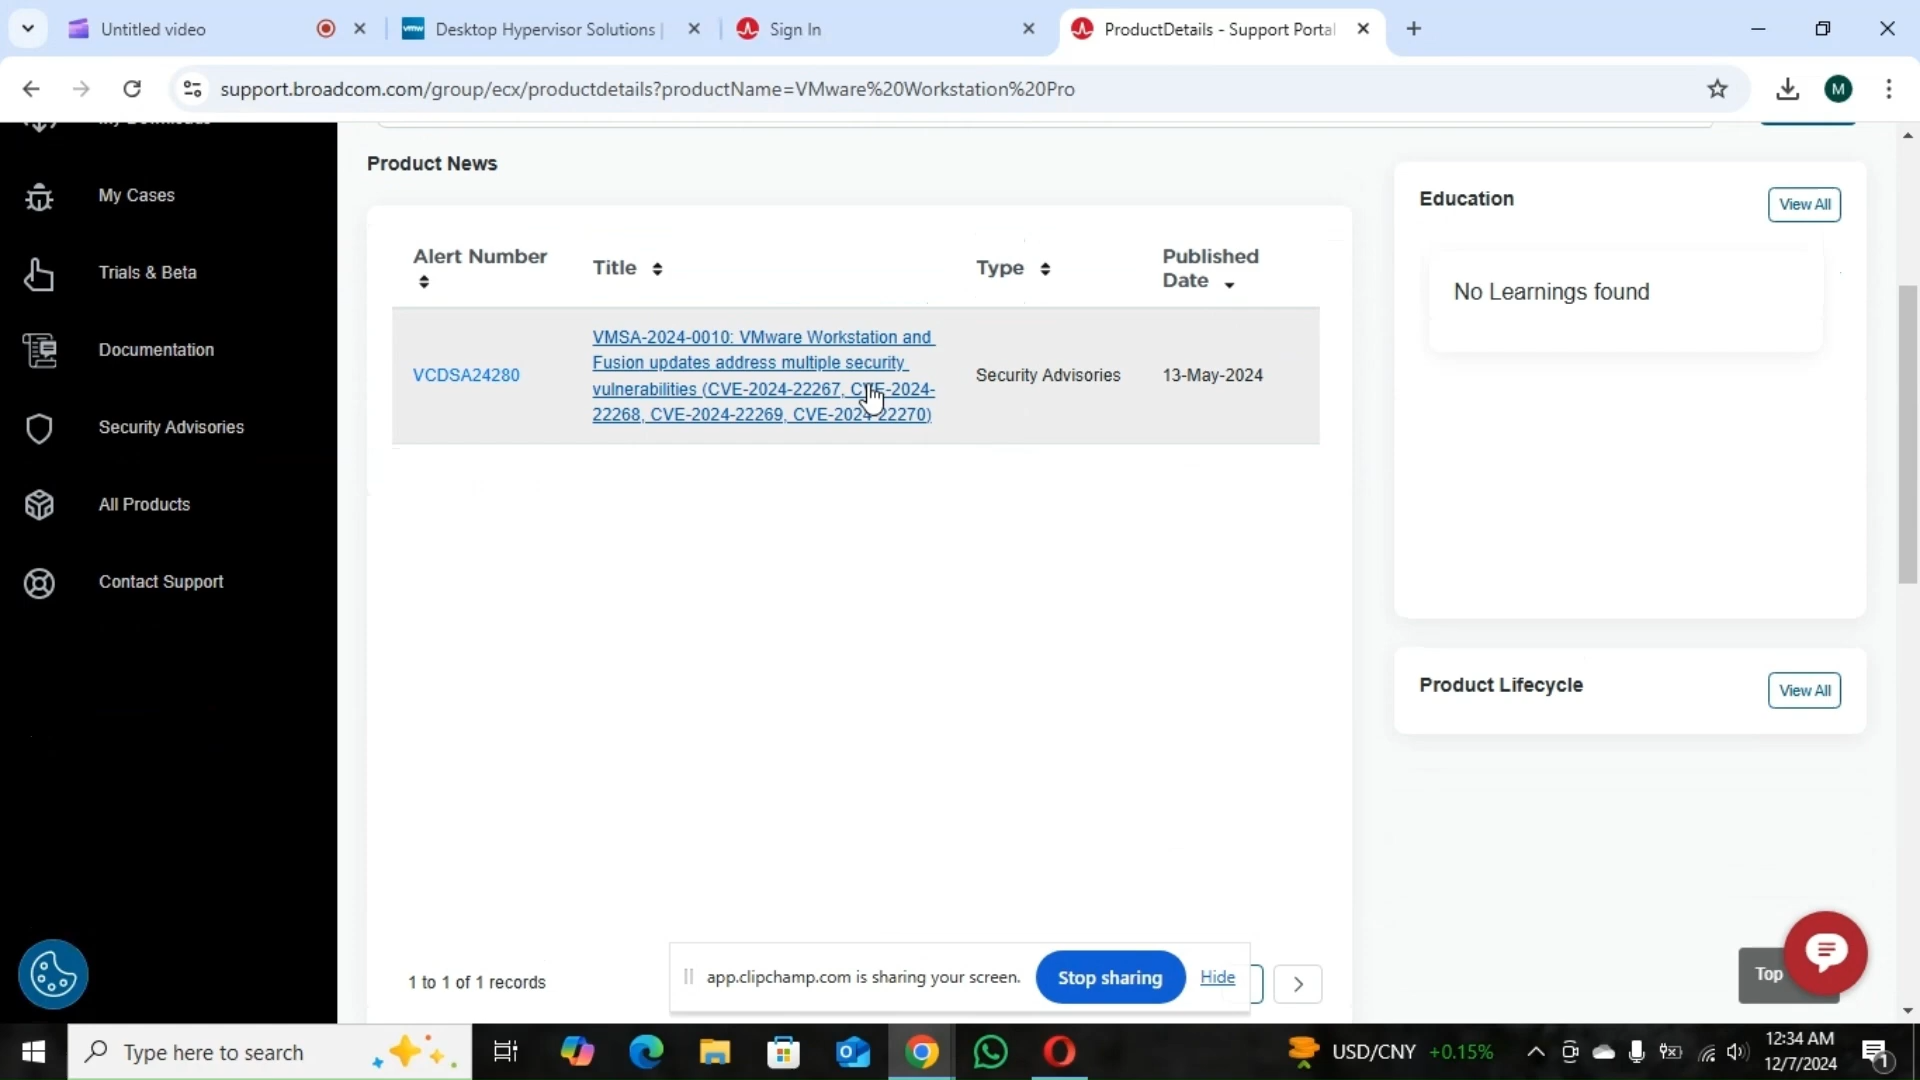 Untitled video
Desktop Hypervisor Solutions |
Sign In
ProductDetails - Support Portal
support.broadcom.com/group/ecx/productdetails?productName=VMware%20Workstation%20Pro
M
My Cases
Trials & Beta
Documentation
Security Advisories
All Products
Contact Support
Product News
Alert Number
Title
Type
Published
Date
VCDSA24280
VMSA-2024-0010: VMware Workstation and
Fusion updates address multiple security
vulnerabilities (CVE-2024-22267, CVE-2024-
22268, CVE-2024-22269, CVE-2024-22270)
Security Advisories
13-May-2024
1 to 1 of 1 records
Education
View All
No Learnings found
Product Lifecycle
View All
Top
app.clipchamp.com is sharing your screen.
Stop sharing
Hide
Type here to search
USD/CNY +0.15%
12:34 AM
12/7/2024
1